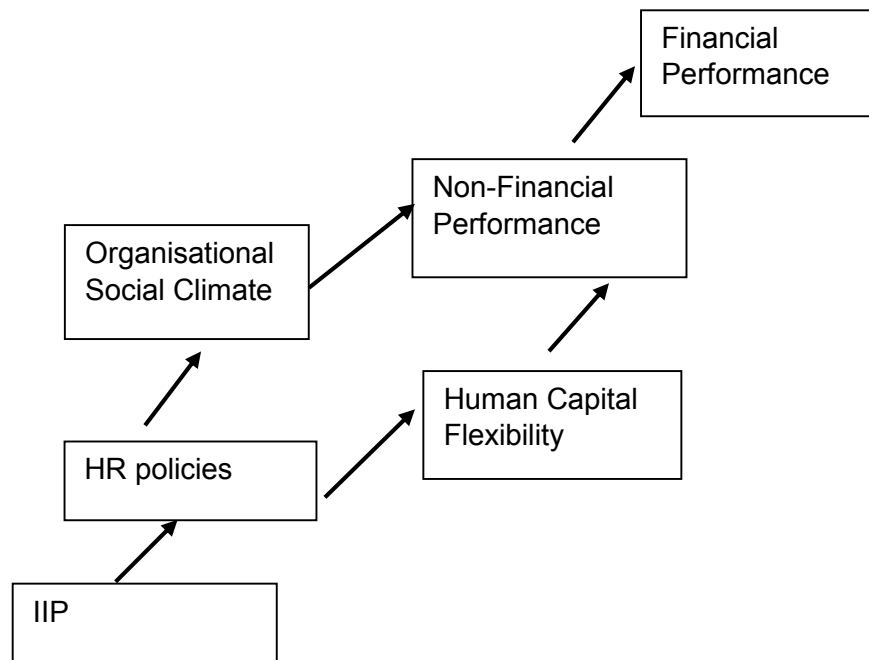 Financial
Performance
Non-Financial
Performance
Organisational
Social Climate
Human Capital
Flexibility
HR policies
IIP